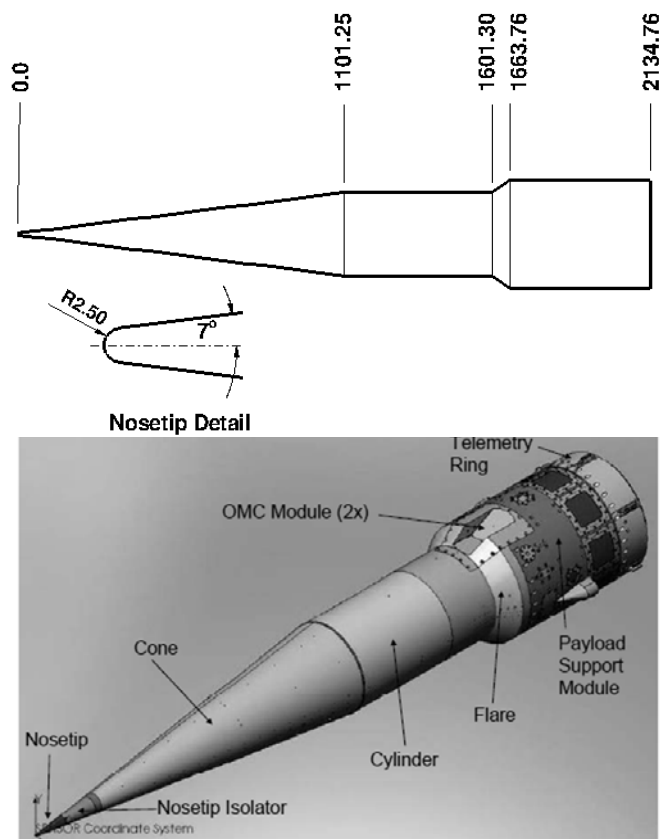 0.0
1101.25
1601.30
1663.76
2134.76
R2.50
7°
Nosetip Detail
Telemetry
Ring
OMC Module (2x)
Cone
Payload
Support
Module
Flare
Cylinder
Nosetip
Nosetip Isolator
SENSOR Coordinate System